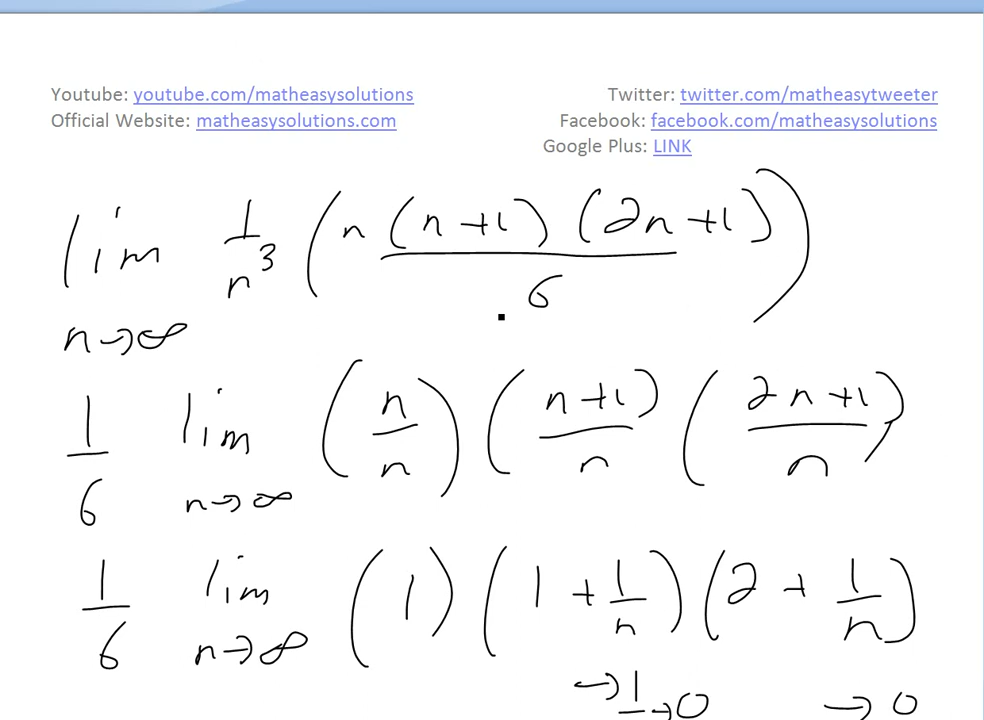 Youtube: youtube.com/matheasysolutions Twitter: twitter.com/matheasytweeter
Official Website: matheasysolutions.com Facebook: facebook.com/matheasysolutions
Google Plus: LINK
lim n→∞ 1/n³ (n(n+1)(2n+1)/6)
1/6 lim n→∞ (n/n)(n+1/n)(2n+1/n)
1/6 lim n→∞ (1)(1+1/n)(2+1/n)
→1 →0 →0